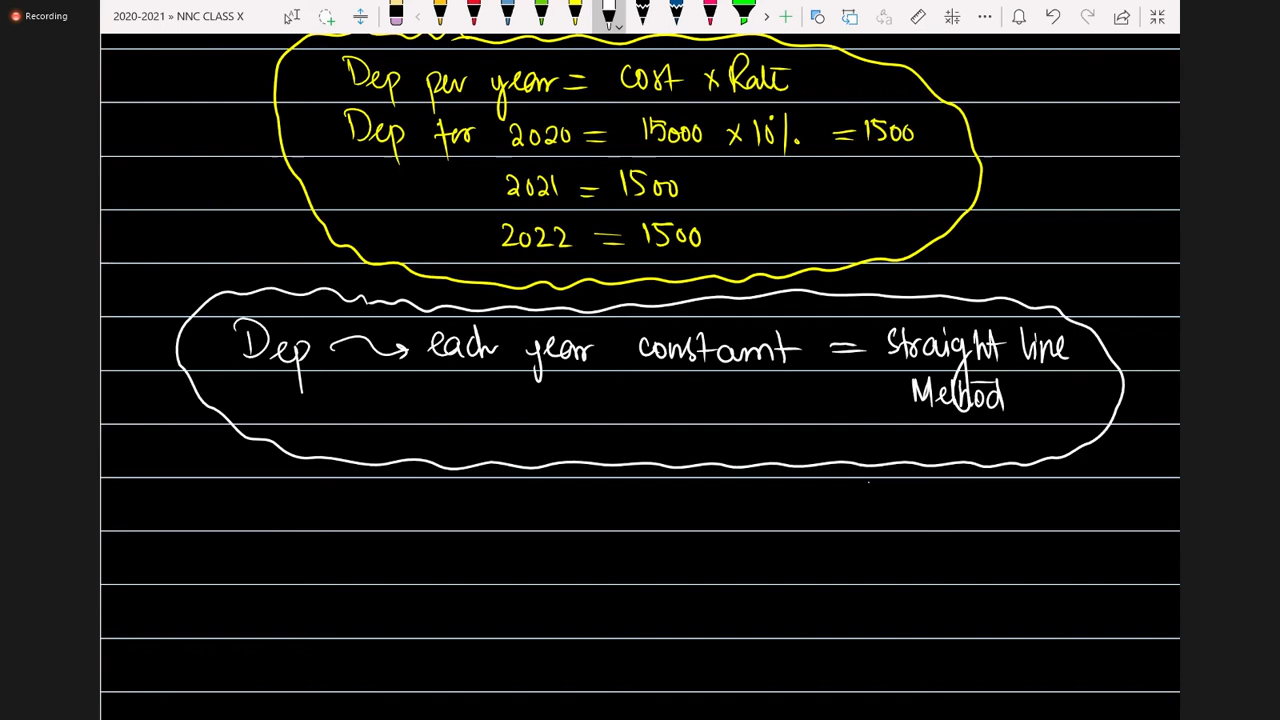 Recording
2020-2021 » NNC CLASS X
Dep per year = Cost × Rate
Dep for 2020 = 15000 × 10% = 1500
2021 = 1500
2022 = 1500
Dep → each year constant = Straight line
Method